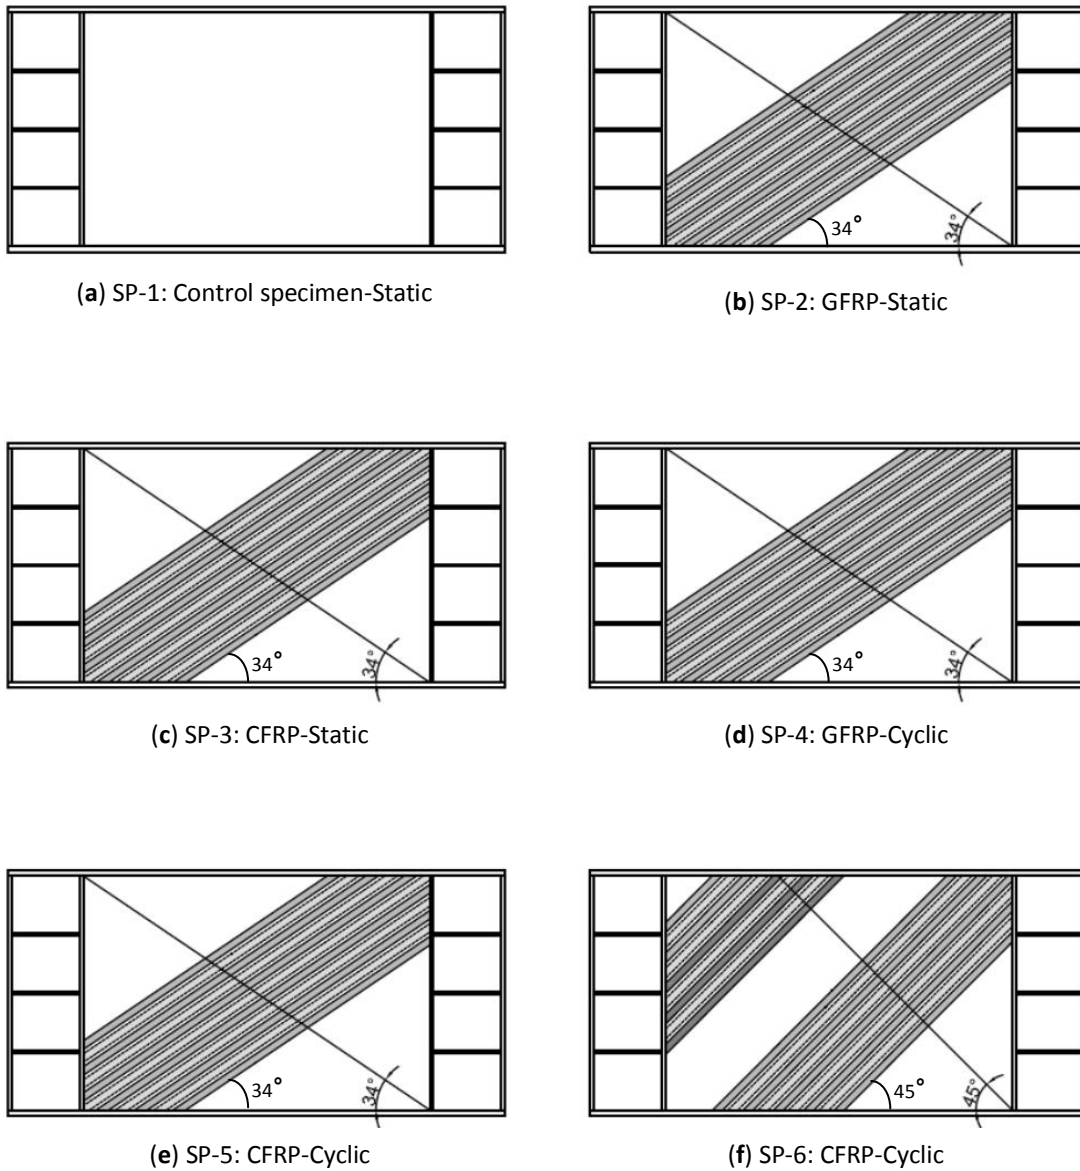 (a) SP-1: Control specimen-Static
34°
34°
(b) SP-2: GFRP-Static
34°
34°
(c) SP-3: CFRP-Static
34°
34°
(d) SP-4: GFRP-Cyclic
34°
34°
(e) SP-5: CFRP-Cyclic
45°
45°
(f) SP-6: CFRP-Cyclic